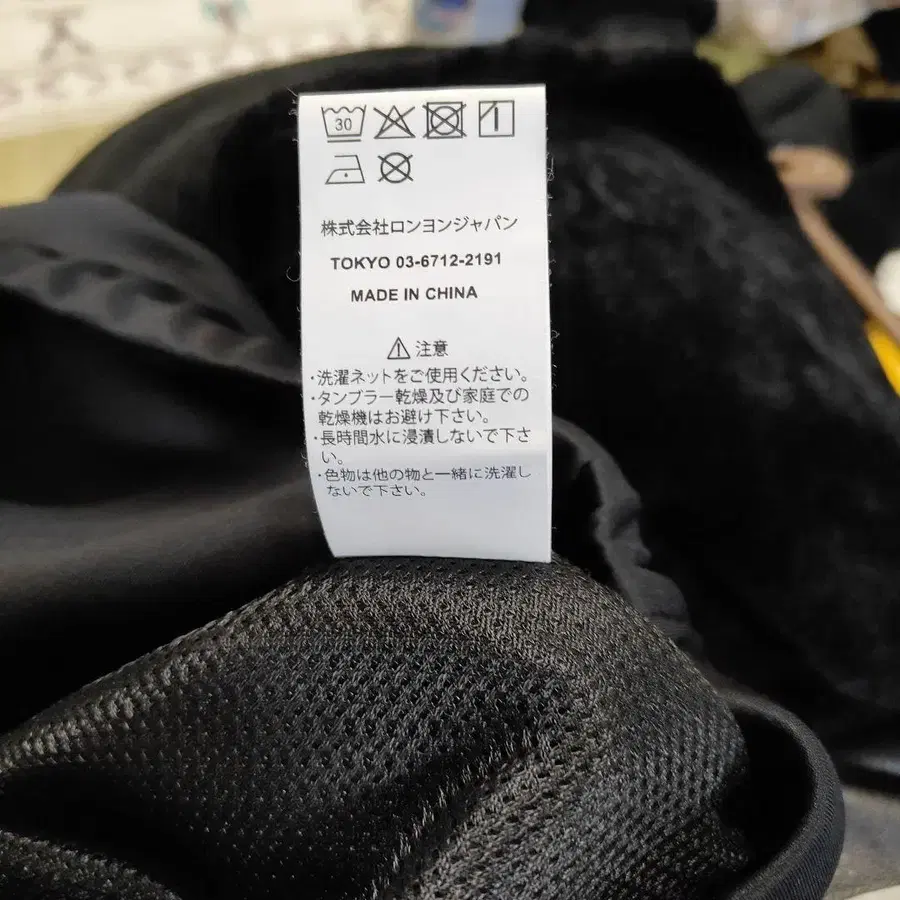 30
株式会社ロンヨンジャパン
TOKYO 03-6712-2191
MADE IN CHINA
注意
・洗濯ネットをご使用ください。
・タンブラー乾燥及び家庭での
乾燥機はお避け下さい。
・長時間水に浸漬しないで下さ
い。
・色物は他の物と一緒に洗濯し
ないで下さい。